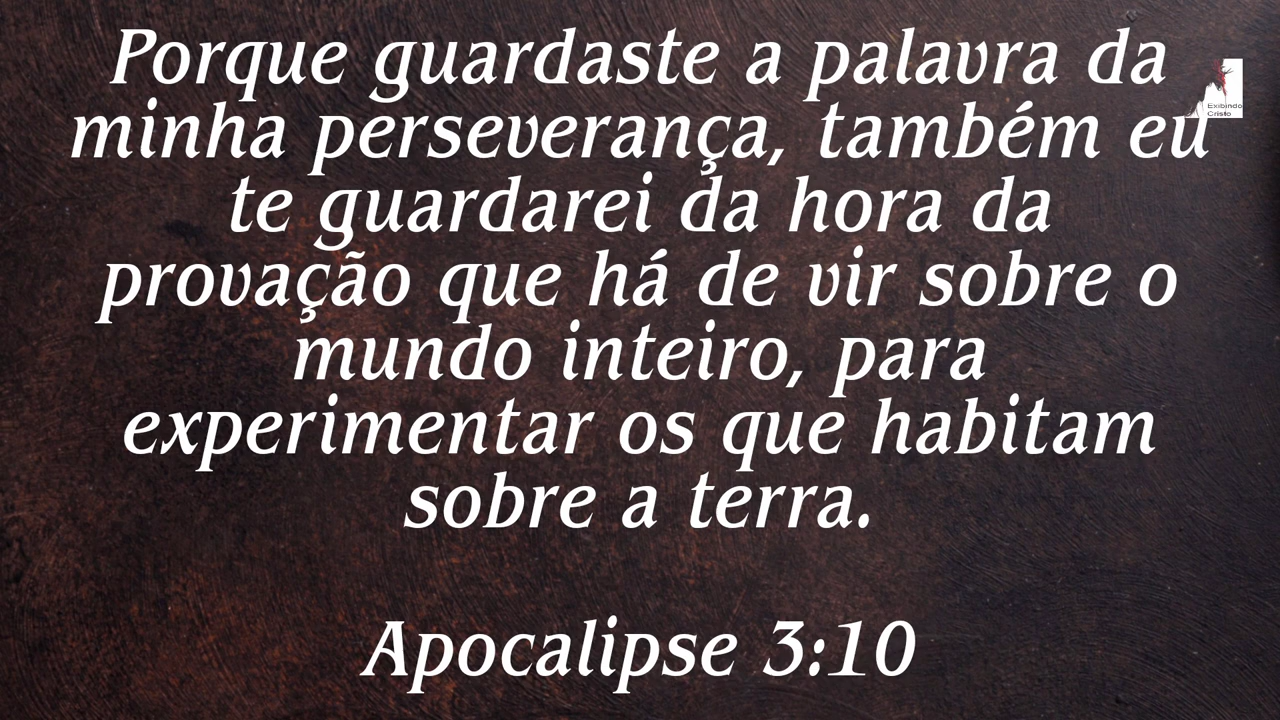 Porque guardaste a palavra da
minha perseverança, também eu
te guardarei da hora da
provação que há de vir sobre o
mundo inteiro, para
experimentar os que habitam
sobre a terra.
Apocalipse 3:10
Exibindo
Cristo